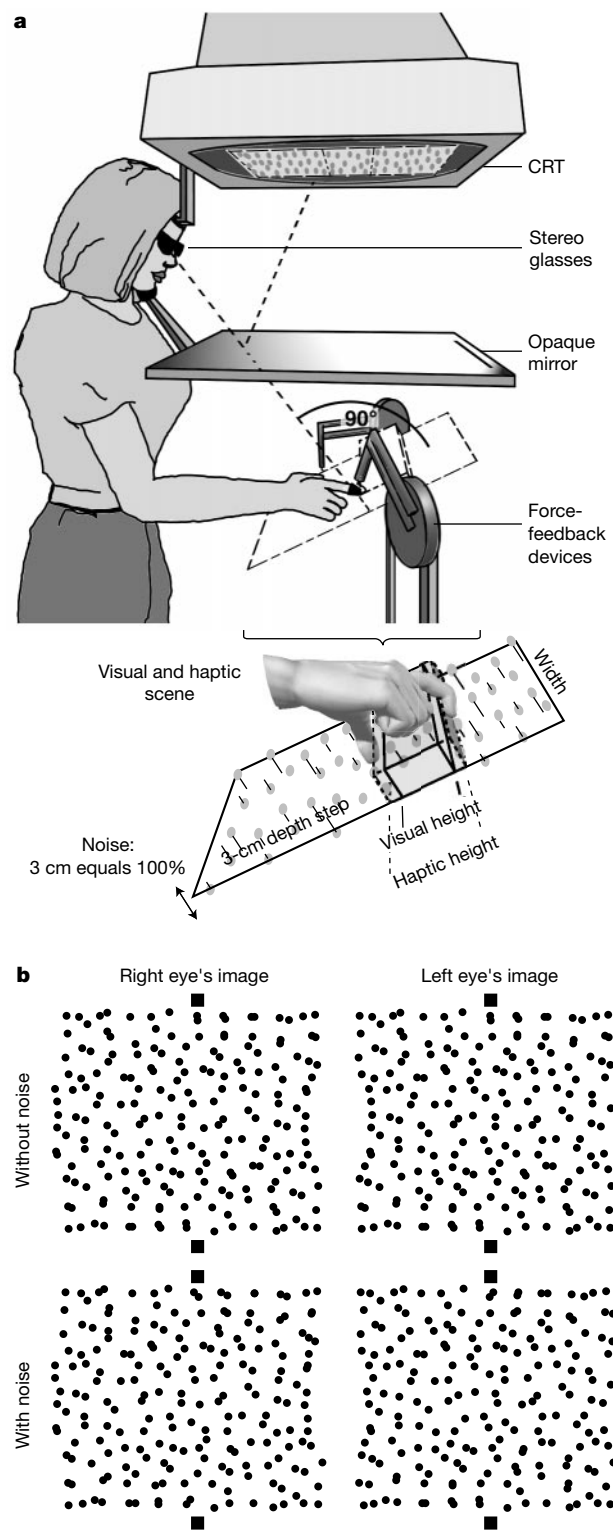 a
CRT
Stereo
glasses
Opaque
mirror
90°
Force-
feedback
devices
Visual and haptic
scene
Width
3-cm depth step
Visual height
Haptic height
Noise:
3 cm equals 100%
b
Right eye's image
Left eye's image
Without noise
With noise